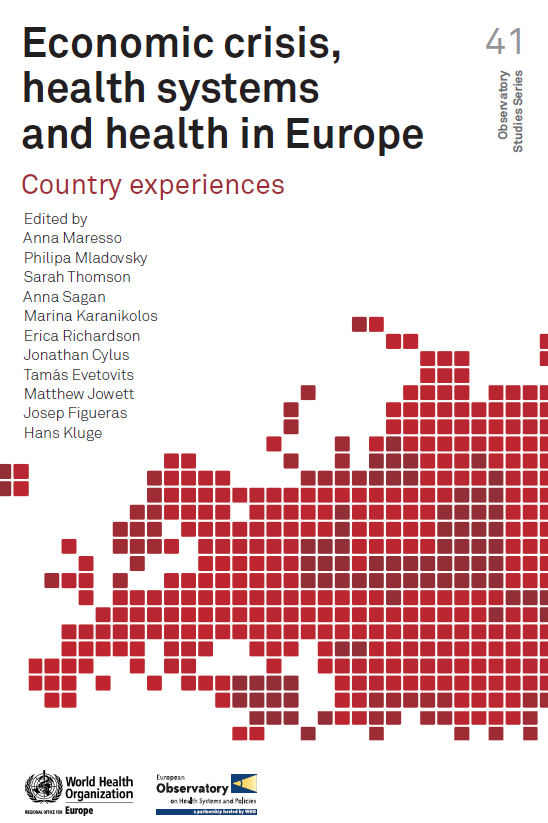 Economic crisis,
health systems
and health in Europe
41
Observatory
Studies Series
Country experiences
Edited by
Anna Maresso
Philipa Mladovsky
Sarah Thomson
Anna Sagan
Marina Karanikolos
Erica Richardson
Jonathan Cylus
Tamás Evetovits
Matthew Jowett
Josep Figueras
Hans Kluge
World Health
Organization
REGIONAL OFFICE FOR Europe
European
Observatory
on Health Systems and Policies
a partnership hosted by WHO